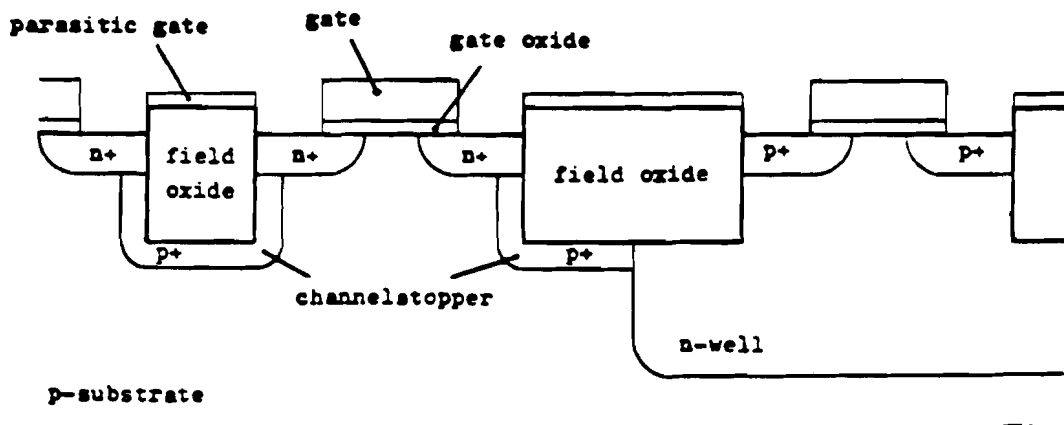 parasitic gate
gate
gate oxide
n+
field
oxide
n+
n+
field oxide
p+
p+
p+
p+
channelstopper
n-well
p-substrate